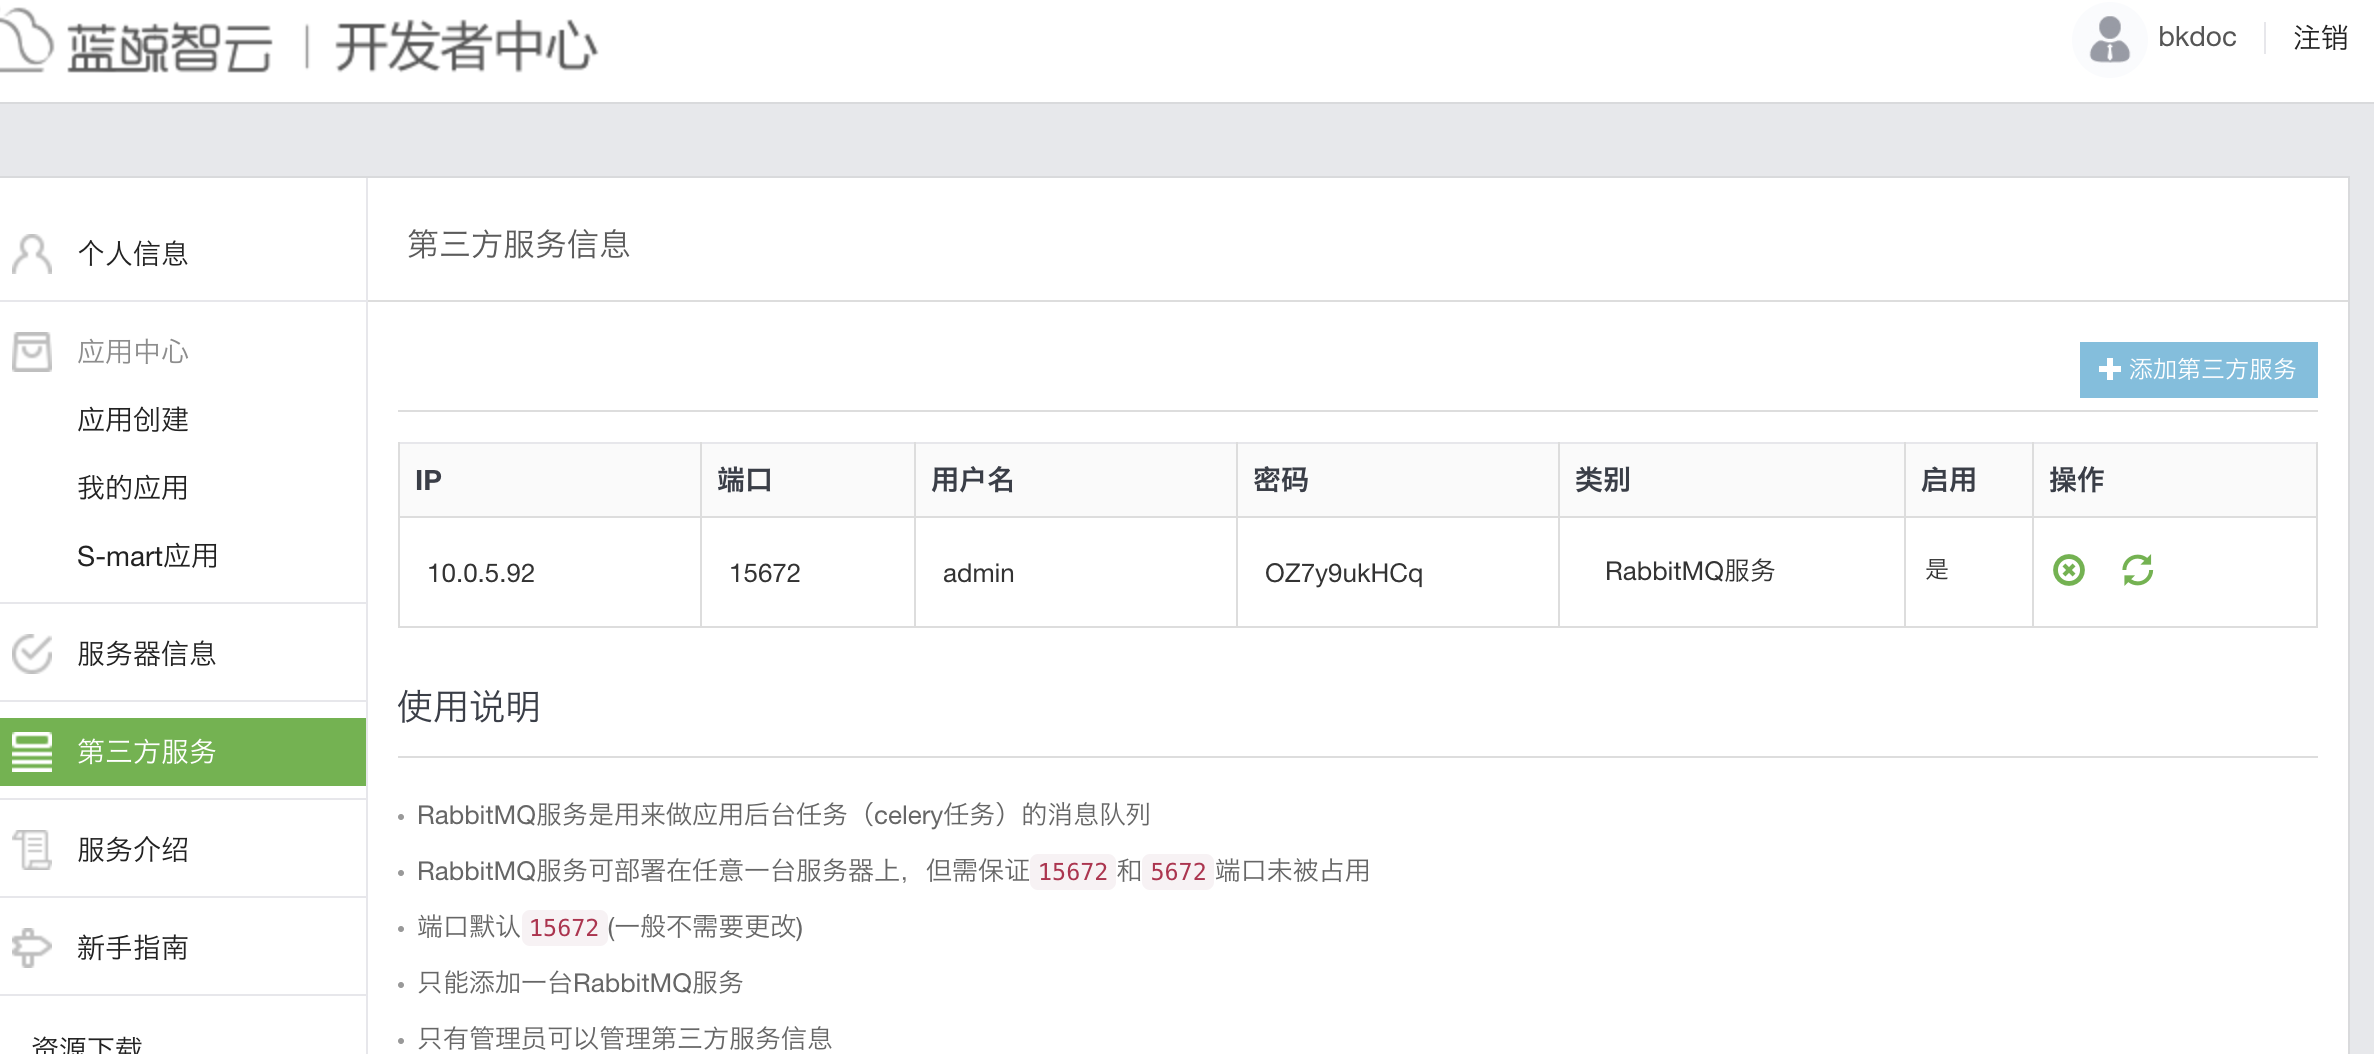 蓝鲸智云 | 开发者中心
bkdoc 注销
个人信息
应用中心
应用创建
我的应用
S-mart应用
服务器信息
第三方服务
服务介绍
新手指南
资源下载
第三方服务信息
添加第三方服务
IP 端口 用户名 密码 类别 启用 操作
10.0.5.92 15672 admin OZ7y9ukHCq RabbitMQ服务 是
使用说明
• RabbitMQ服务是用来做应用后台任务（celery任务）的消息队列
• RabbitMQ服务可部署在任意一台服务器上，但需保证 15672 和 5672 端口未被占用
• 端口默认 15672 (一般不需要更改)
• 只能添加一台RabbitMQ服务
• 只有管理员可以管理第三方服务信息